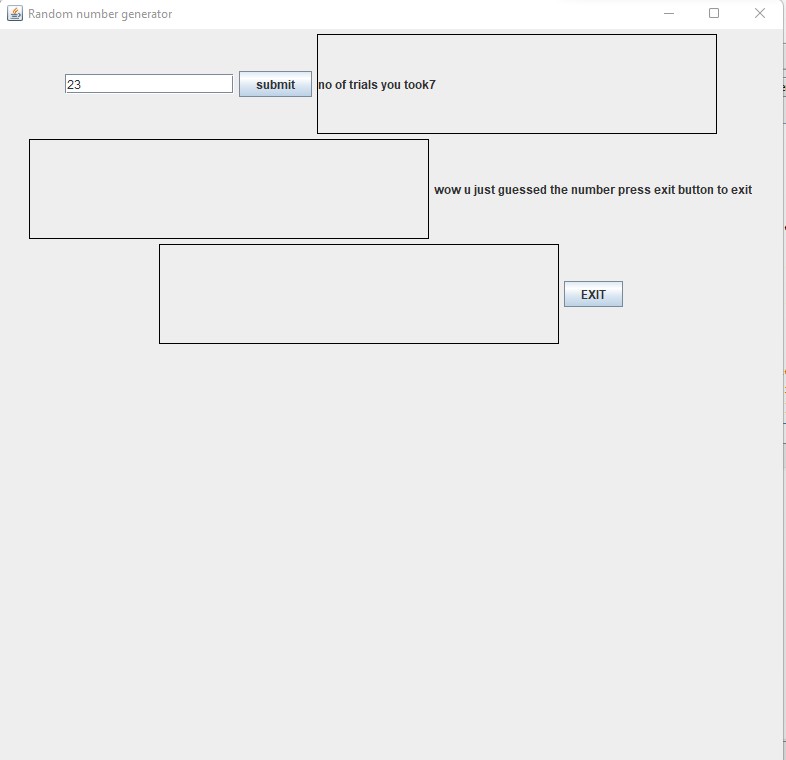 Random number generator
23 submit no of trials you took7
wow u just guessed the number press exit button to exit
EXIT